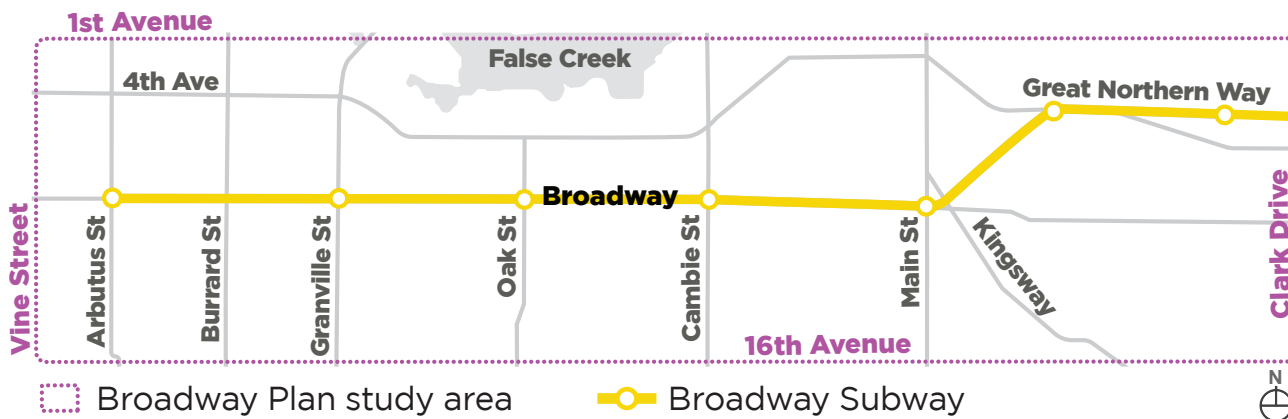 1st Avenue
False Creek
4th Ave
Great Northern Way
Broadway
Vine Street
Arbutus St
Burrard St
Granville St
Oak St
Cambie St
Main St
Kingsway
Clark Drive
16th Avenue
Broadway Plan study area
Broadway Subway
N